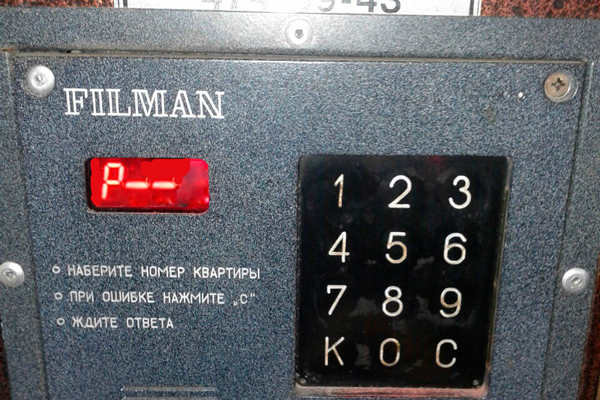 FILMAN
P--
НАБЕРИТЕ НОМЕР КВАРТИРЫ
ПРИ ОШИБКЕ НАЖМИТЕ „С"
ЖДИТЕ ОТВЕТА
1 2 3
4 5 6
7 8 9
К 0 С